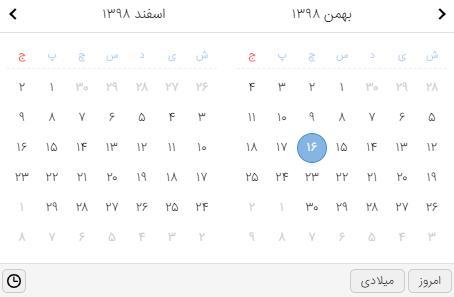 بهمن ۱۳۹۸
ش ی د س چ پ ج
۲۸ ۲۹ ۳۰ ۱ ۲ ۳ ۴
۵ ۶ ۷ ۸ ۹ ۱۰ ۱۱
۱۲ ۱۳ ۱۴ ۱۵ ۱۶ ۱۷ ۱۸
۱۹ ۲۰ ۲۱ ۲۲ ۲۳ ۲۴ ۲۵
۲۶ ۲۷ ۲۸ ۲۹ ۳۰ ۱ ۲
۳ ۴ ۵ ۶ ۷ ۸ ۹
اسفند ۱۳۹۸
ش ی د س چ پ ج
۲۶ ۲۷ ۲۸ ۲۹ ۳۰ ۱ ۲
۳ ۴ ۵ ۶ ۷ ۸ ۹
۱۰ ۱۱ ۱۲ ۱۳ ۱۴ ۱۵ ۱۶
۱۷ ۱۸ ۱۹ ۲۰ ۲۱ ۲۲ ۲۳
۲۴ ۲۵ ۲۶ ۲۷ ۲۸ ۲۹ ۱
۲ ۳ ۴ ۵ ۶ ۷ ۸
امروز میلادی